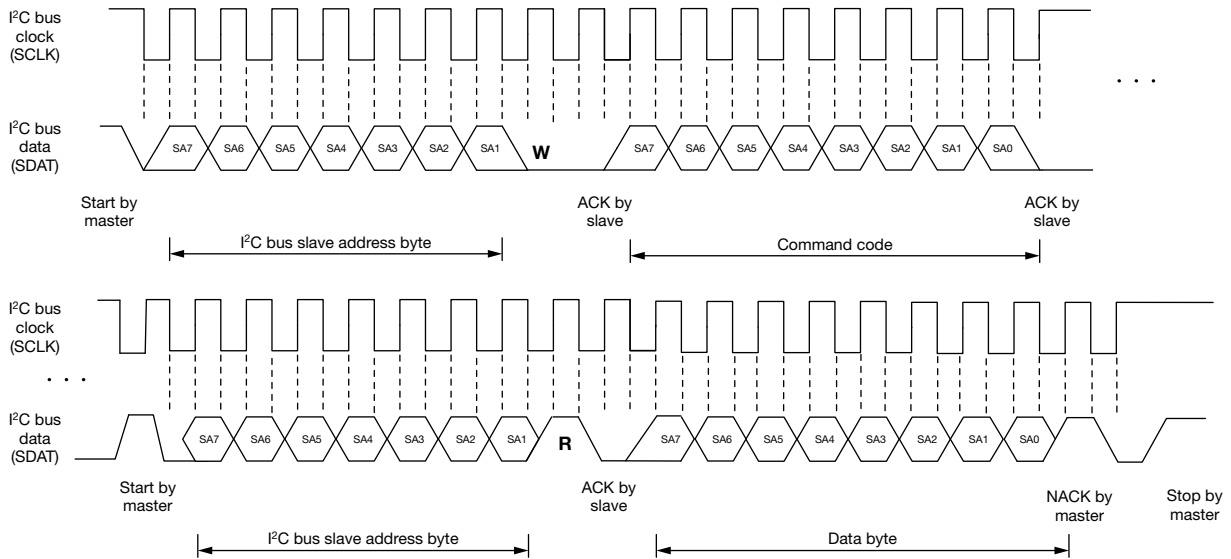 I²C bus
clock
(SCLK)
. . .
I²C bus
data
(SDAT)
SA7 SA6 SA5 SA4 SA3 SA2 SA1 W SA7 SA6 SA5 SA4 SA3 SA2 SA1 SA0
Start by
master
ACK by
slave
ACK by
slave
I²C bus slave address byte
Command code
I²C bus
clock
(SCLK)
. . .
I²C bus
data
(SDAT)
SA7 SA6 SA5 SA4 SA3 SA2 SA1 R SA7 SA6 SA5 SA4 SA3 SA2 SA1 SA0
Start by
master
ACK by
slave
NACK by
master
Stop by
master
I²C bus slave address byte
Data byte